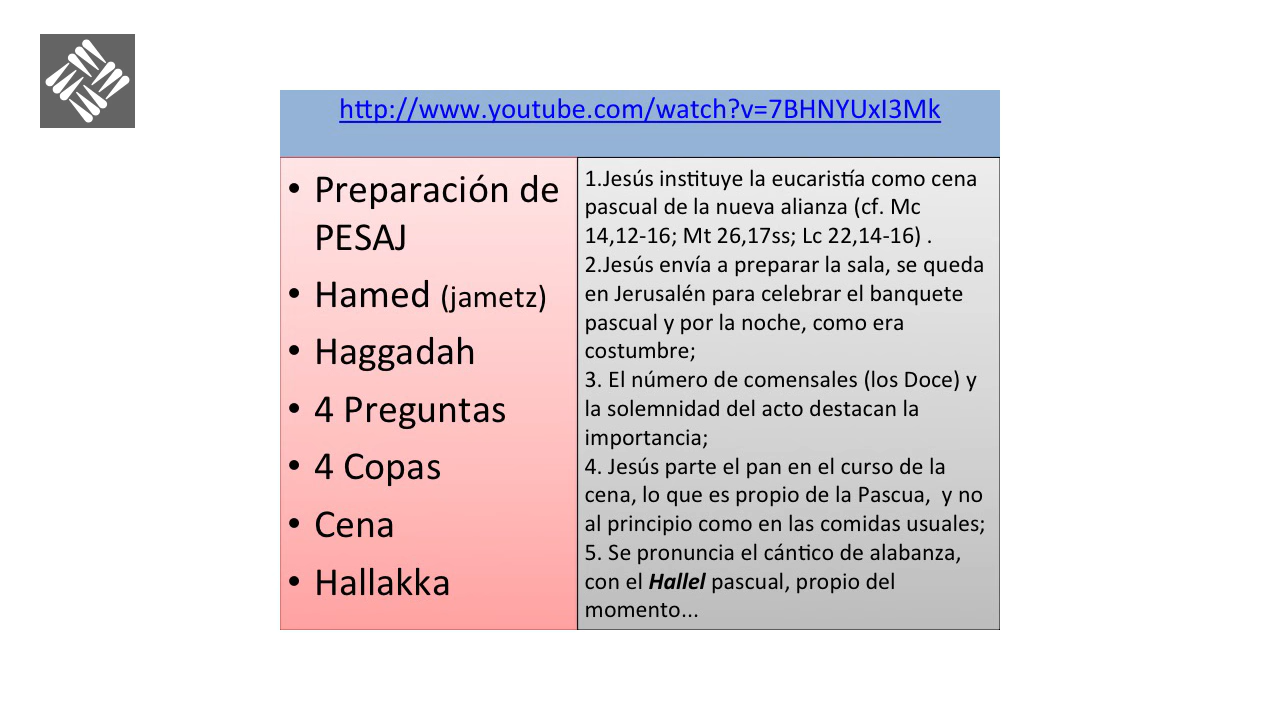 http://www.youtube.com/watch?v=7BHNYUxI3Mk
• Preparación de
PESAJ
• Hamed (jametz)
• Haggadah
• 4 Preguntas
• 4 Copas
• Cena
• Hallakka
1.Jesús instituye la eucaristía como cena
pascual de la nueva alianza (cf. Mc
14,12-16; Mt 26,17ss; Lc 22,14-16) .
2.Jesús envía a preparar la sala, se queda
en Jerusalén para celebrar el banquete
pascual y por la noche, como era
costumbre;
3. El número de comensales (los Doce) y
la solemnidad del acto destacan la
importancia;
4. Jesús parte el pan en el curso de la
cena, lo que es propio de la Pascua,  y no
al principio como en las comidas usuales;
5. Se pronuncia el cántico de alabanza,
con el Hallel pascual, propio del
momento...